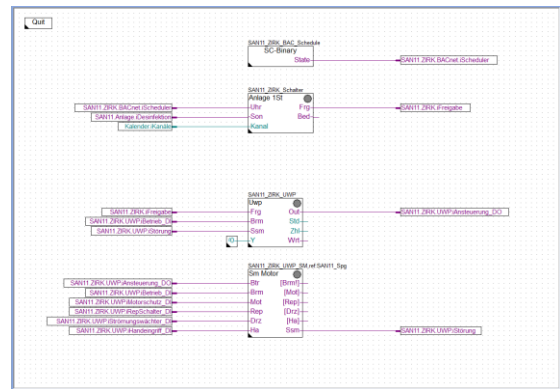 Quit
SAN11_ZIRK_BAC_Schedule
SC-Binary
State
SAN11.ZIRK.BACnet.iScheduler
SAN11_ZIRK_Schalter
Anlage 1St
SAN11.ZIRK.BACnet.iScheduler Uhr Frg SAN11.ZIRK.iFreigabe
SAN11.Anlage.iDesinfektion Son Bed
Kalender.iKanäle Kanal
SAN11_ZIRK_UWP
Uwp
SAN11.ZIRK.iFreigabe Frg Out SAN11.ZIRK.UWP.iAnsteuerung_DO
SAN11.ZIRK.UWP.iBetrieb_DI Brm Std
SAN11.ZIRK.UWP.iStörung Ssm Zhl
Y Wrt
SAN11_ZIRK_UWP_SM.ref.SAN11_Spg
Sm Motor
SAN11.ZIRK.UWP.iAnsteuerung_DO Btr [Brmf]
SAN11.ZIRK.UWP.iBetrieb_DI Brm [Mot]
SAN11.ZIRK.UWP.iMotorschutz_DI Mot [Rep]
SAN11.ZIRK.UWP.iRepSchalter_DI Rep [Drz]
SAN11.ZIRK.UWP.iStrömungswächter_DI Drz [Ha]
SAN11.ZIRK.UWP.iHandeingriff_DI Ha Ssm SAN11.ZIRK.UWP.iStörung